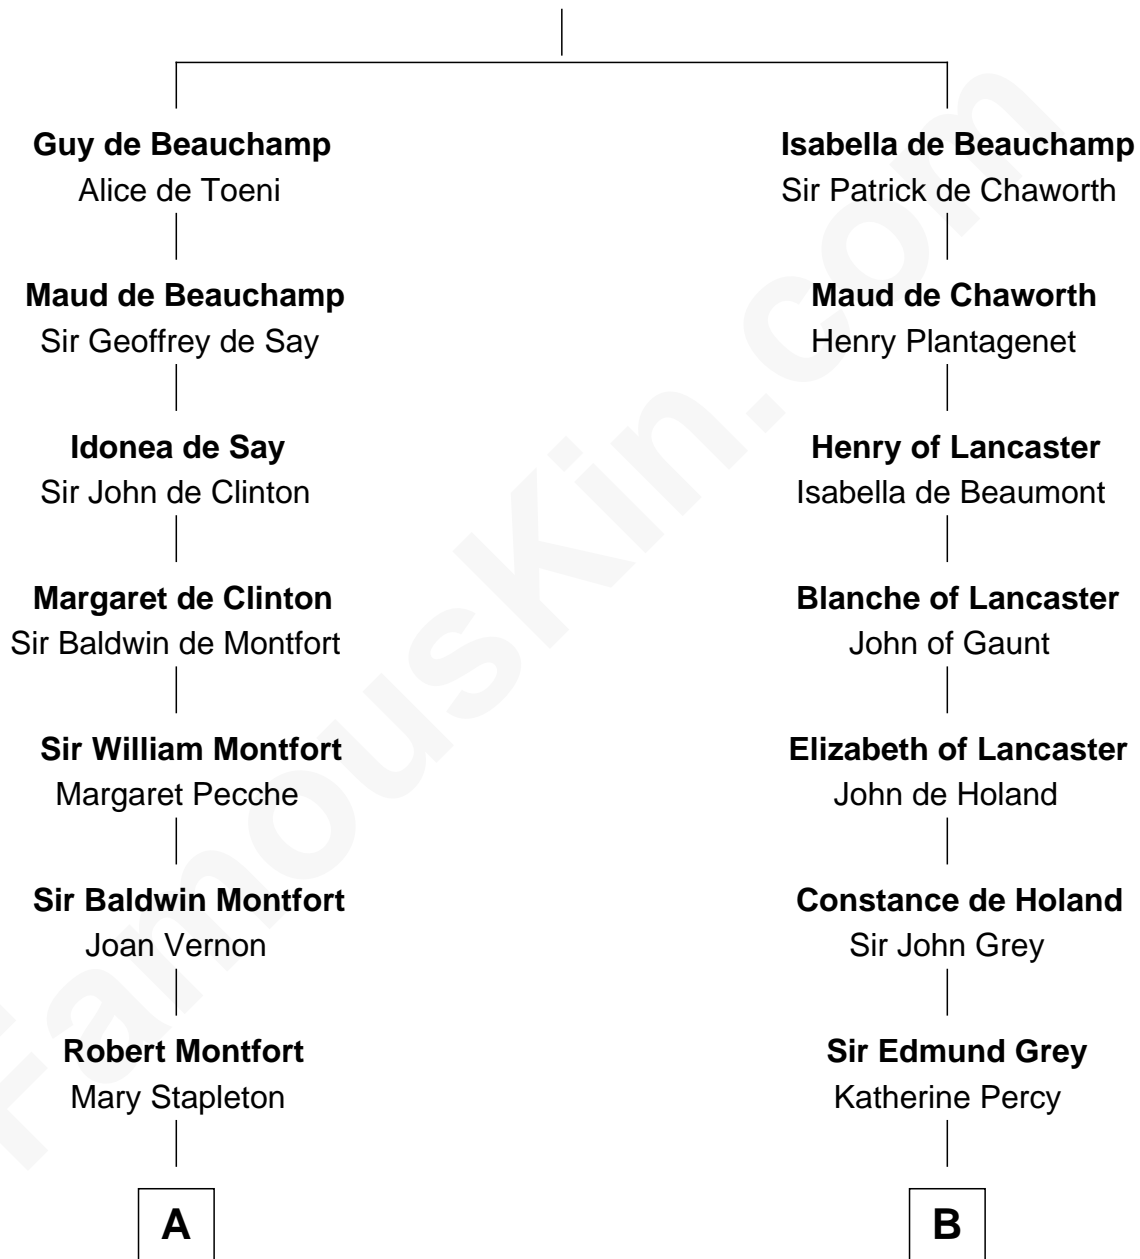 Guy de Beauchamp
Alice de Toeni
Isabella de Beauchamp
Sir Patrick de Chaworth
Maud de Beauchamp
Sir Geoffrey de Say
Maud de Chaworth
Henry Plantagenet
Idonea de Say
Sir John de Clinton
Henry of Lancaster
Isabella de Beaumont
Margaret de Clinton
Sir Baldwin de Montfort
Blanche of Lancaster
John of Gaunt
Sir William Montfort
Margaret Pecche
Elizabeth of Lancaster
John de Holand
Sir Baldwin Montfort
Joan Vernon
Constance de Holand
Sir John Grey
Robert Montfort
Mary Stapleton
Sir Edmund Grey
Katherine Percy
A
B
FamousKin.com